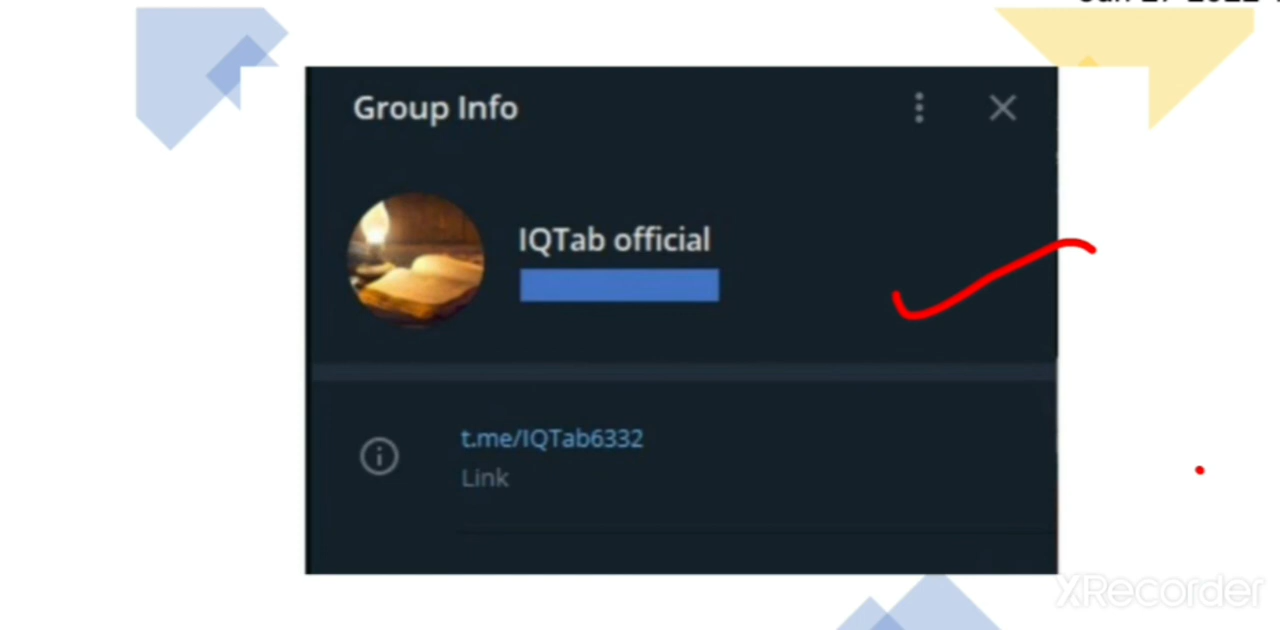 Group Info
IQTab official
t.me/IQTab6332
Link
XRecorder